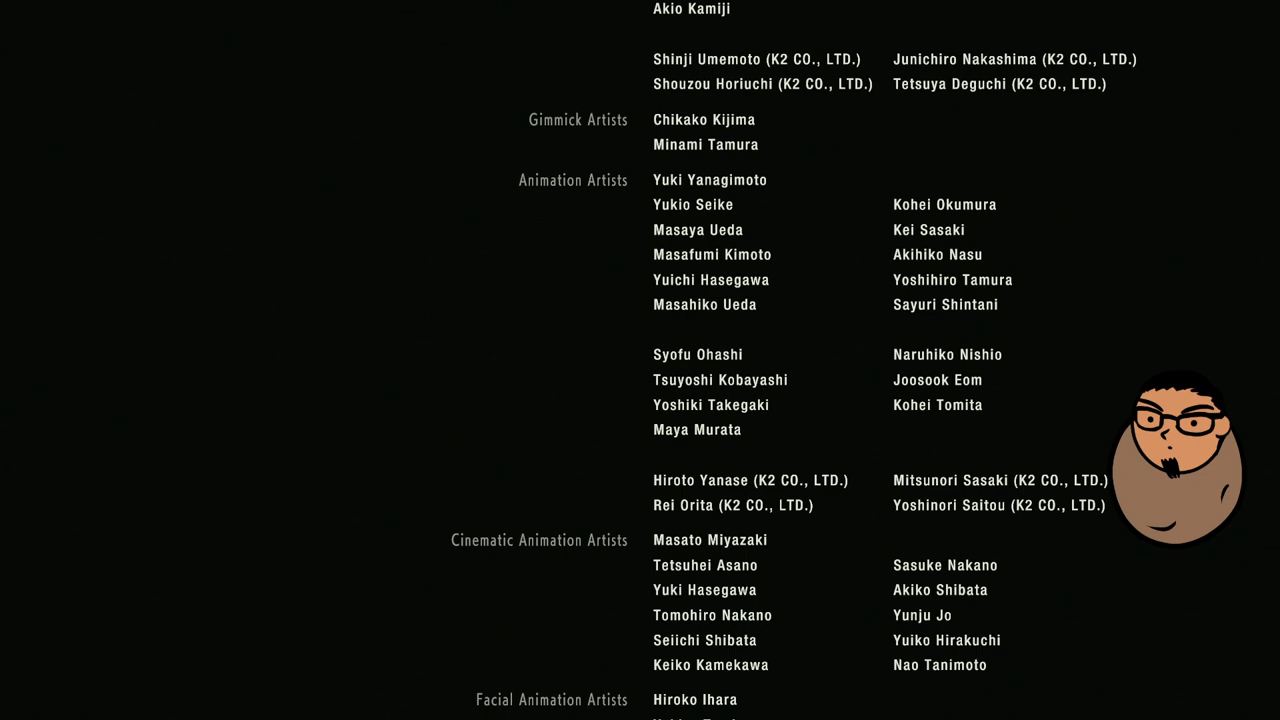 Akio Kamiji
Shinji Umemoto (K2 CO., LTD.) Junichiro Nakashima (K2 CO., LTD.)
Shouzou Horiuchi (K2 CO., LTD.) Tetsuya Deguchi (K2 CO., LTD.)
Gimmick Artists Chikako Kijima
Minami Tamura
Animation Artists Yuki Yanagimoto
Yukio Seike Kohei Okumura
Masaya Ueda Kei Sasaki
Masafumi Kimoto Akihiko Nasu
Yuichi Hasegawa Yoshihiro Tamura
Masahiko Ueda Sayuri Shintani
Syofu Ohashi Naruhiko Nishio
Tsuyoshi Kobayashi Joosook Eom
Yoshiki Takegaki Kohei Tomita
Maya Murata
Hiroto Yanase (K2 CO., LTD.) Mitsunori Sasaki (K2 CO., LTD.)
Rei Orita (K2 CO., LTD.) Yoshinori Saitou (K2 CO., LTD.)
Cinematic Animation Artists Masato Miyazaki
Tetsuhei Asano Sasuke Nakano
Yuki Hasegawa Akiko Shibata
Tomohiro Nakano Yunju Jo
Seiichi Shibata Yuiko Hirakuchi
Keiko Kamekawa Nao Tanimoto
Facial Animation Artists Hiroko Ihara